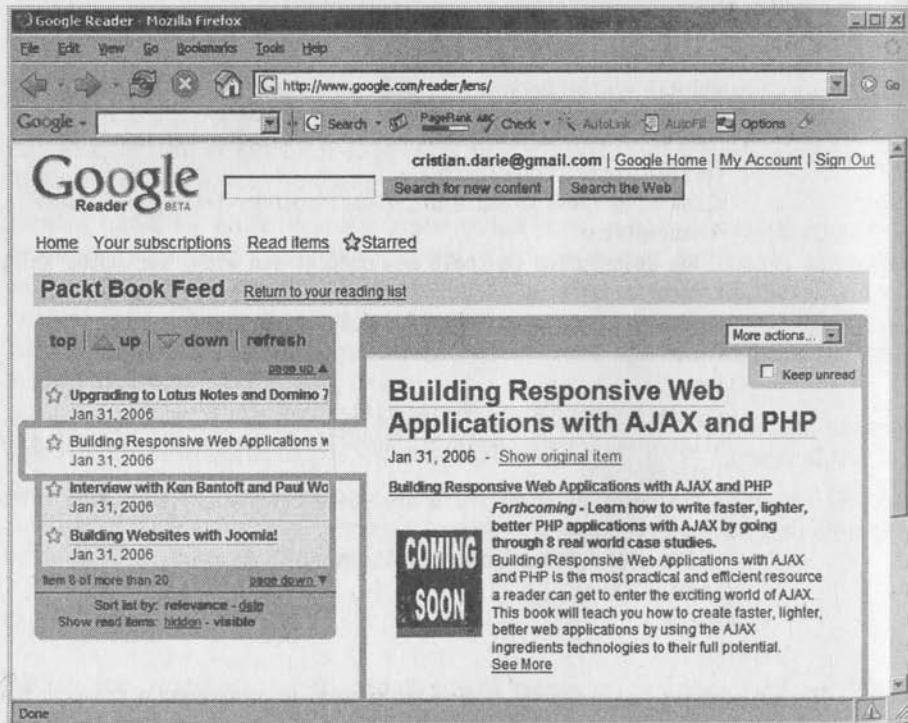 Google Reader - Mozilla Firefox
File Edit View Go Bookmarks Tools Help
G http://www.google.com/reader/lens/ Go
Google - G Search PageRank ABC Check AutoLink AutoFill Options
cristian.darie@gmail.com | Google Home | My Account | Sign Out
Google
Reader BETA
Search for new content Search the Web
Home Your subscriptions Read items Starred
Packt Book Feed Return to your reading list
top up down refresh
page up
Upgrading to Lotus Notes and Domino 7
Jan 31, 2006
Building Responsive Web Applications w
Jan 31, 2006
Interview with Ken Bantoft and Paul Wo
Jan 31, 2006
Building Websites with Joomla!
Jan 31, 2006
Item 8 of more than 20 page down
Sort list by: relevance - date
Show read items: hidden - visible
More actions...
Keep unread
Building Responsive Web
Applications with AJAX and PHP
Jan 31, 2006 - Show original item
Building Responsive Web Applications with AJAX and PHP
COMING
SOON
Forthcoming - Learn how to write faster, lighter,
better PHP applications with AJAX by going
through 8 real world case studies.
Building Responsive Web Applications with AJAX
and PHP is the most practical and efficient resource
a reader can get to enter the exciting world of AJAX.
This book will teach you how to create faster, lighter,
better web applications by using the AJAX
ingredients technologies to their full potential.
See More
Done